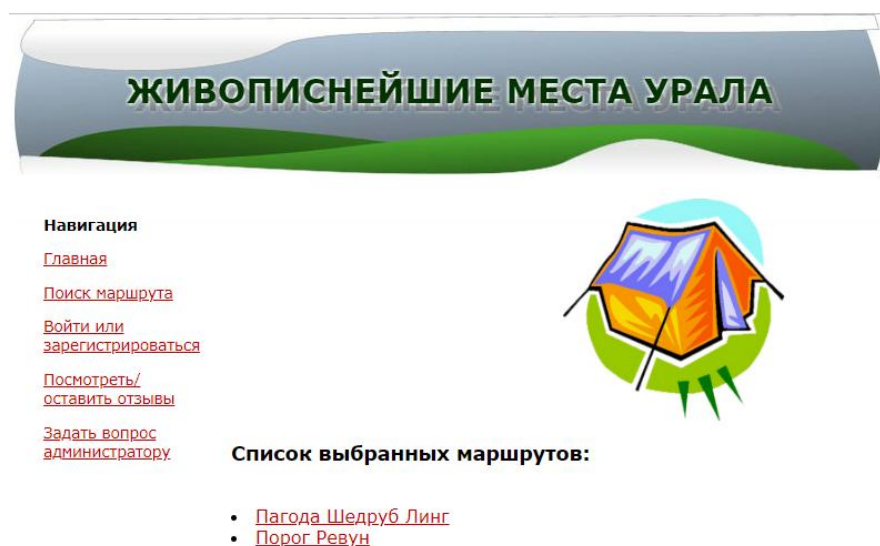 ЖИВОПИСНЕЙШИЕ МЕСТА УРАЛА
Навигация
Главная
Поиск маршрута
Войти или
зарегистрироваться
Посмотреть/
оставить отзывы
Задать вопрос
администратору
Список выбранных маршрутов:
• Пагода Шедруб Линг
• Порог Ревун